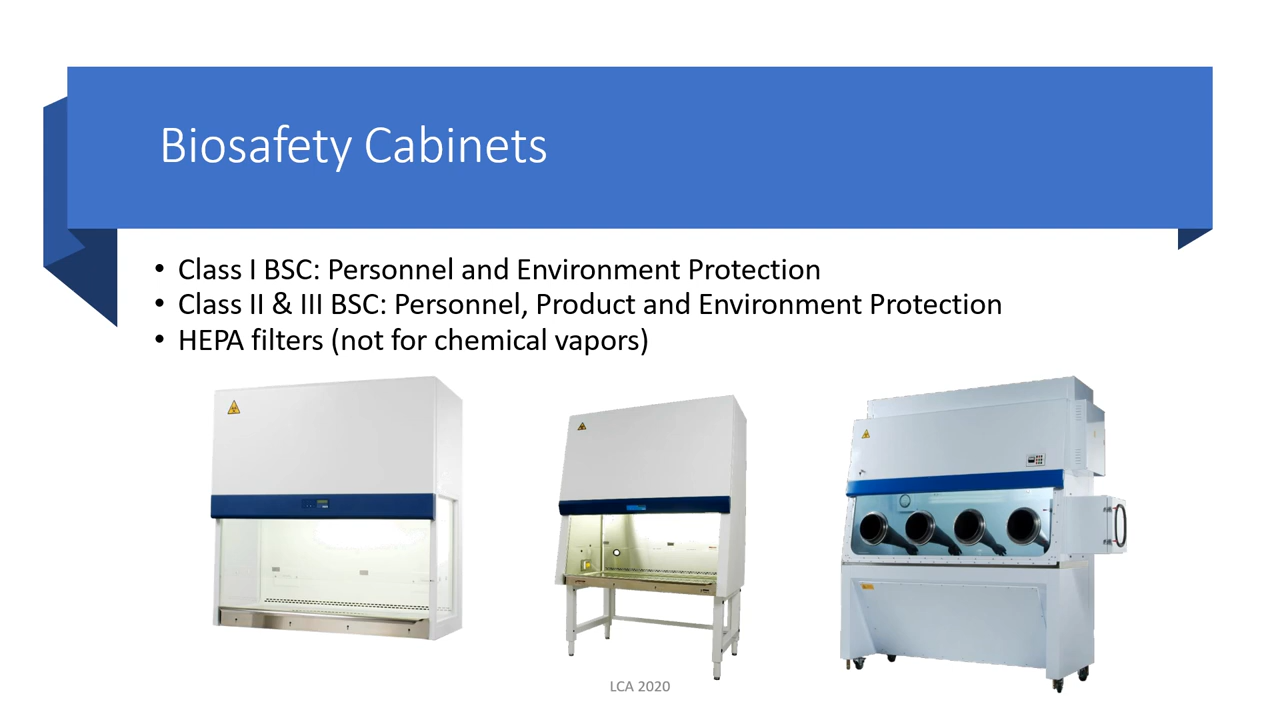 Biosafety Cabinets
• Class I BSC: Personnel and Environment Protection
• Class II & III BSC: Personnel, Product and Environment Protection
• HEPA filters (not for chemical vapors)
LCA 2020